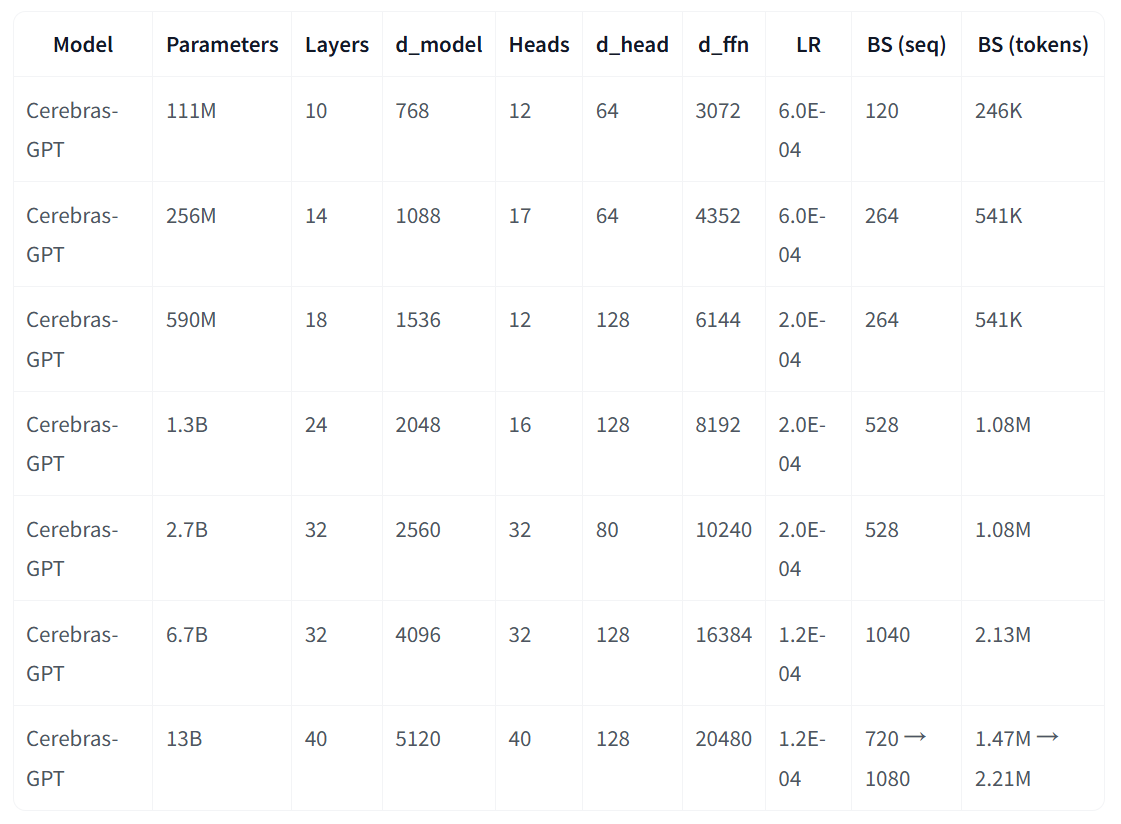 Model Parameters Layers d_model Heads d_head d_ffn LR BS (seq) BS (tokens)
Cerebras- 111M 10 768 12 64 3072 6.0E- 120 246K
GPT 04
Cerebras- 256M 14 1088 17 64 4352 6.0E- 264 541K
GPT 04
Cerebras- 590M 18 1536 12 128 6144 2.0E- 264 541K
GPT 04
Cerebras- 1.3B 24 2048 16 128 8192 2.0E- 528 1.08M
GPT 04
Cerebras- 2.7B 32 2560 32 80 10240 2.0E- 528 1.08M
GPT 04
Cerebras- 6.7B 32 4096 32 128 16384 1.2E- 1040 2.13M
GPT 04
Cerebras- 13B 40 5120 40 128 20480 1.2E- 720 → 1.47M →
GPT 04 1080 2.21M